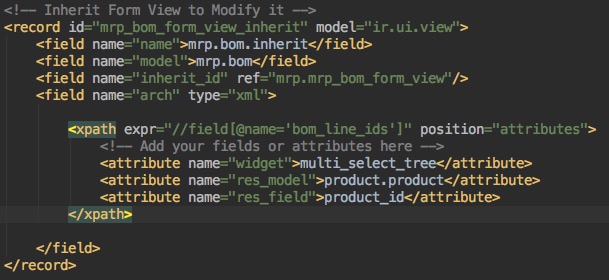 <!-- Inherit Form View to Modify it -->
<record id="mrp_bom_form_view_inherit" model="ir.ui.view">
    <field name="name">mrp.bom.inherit</field>
    <field name="model">mrp.bom</field>
    <field name="inherit_id" ref="mrp.mrp_bom_form_view"/>
    <field name="arch" type="xml">

        <xpath expr="//field[@name='bom_line_ids']" position="attributes">
            <!-- Add your fields or attributes here -->
            <attribute name="widget">multi_select_tree</attribute>
            <attribute name="res_model">product.product</attribute>
            <attribute name="res_field">product_id</attribute>
        </xpath>

    </field>
</record>